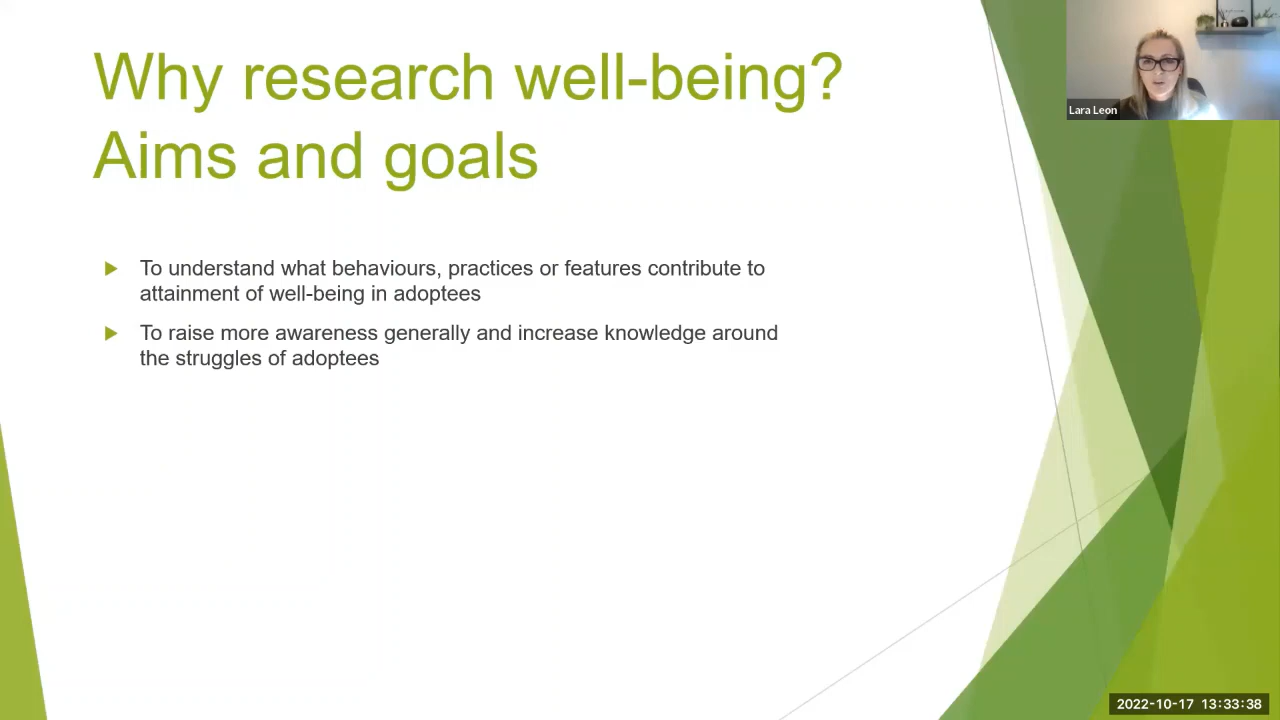 Why research well-being?
Aims and goals
To understand what behaviours, practices or features contribute to
attainment of well-being in adoptees
To raise more awareness generally and increase knowledge around
the struggles of adoptees
Lara Leon
2022-10-17 13:33:38